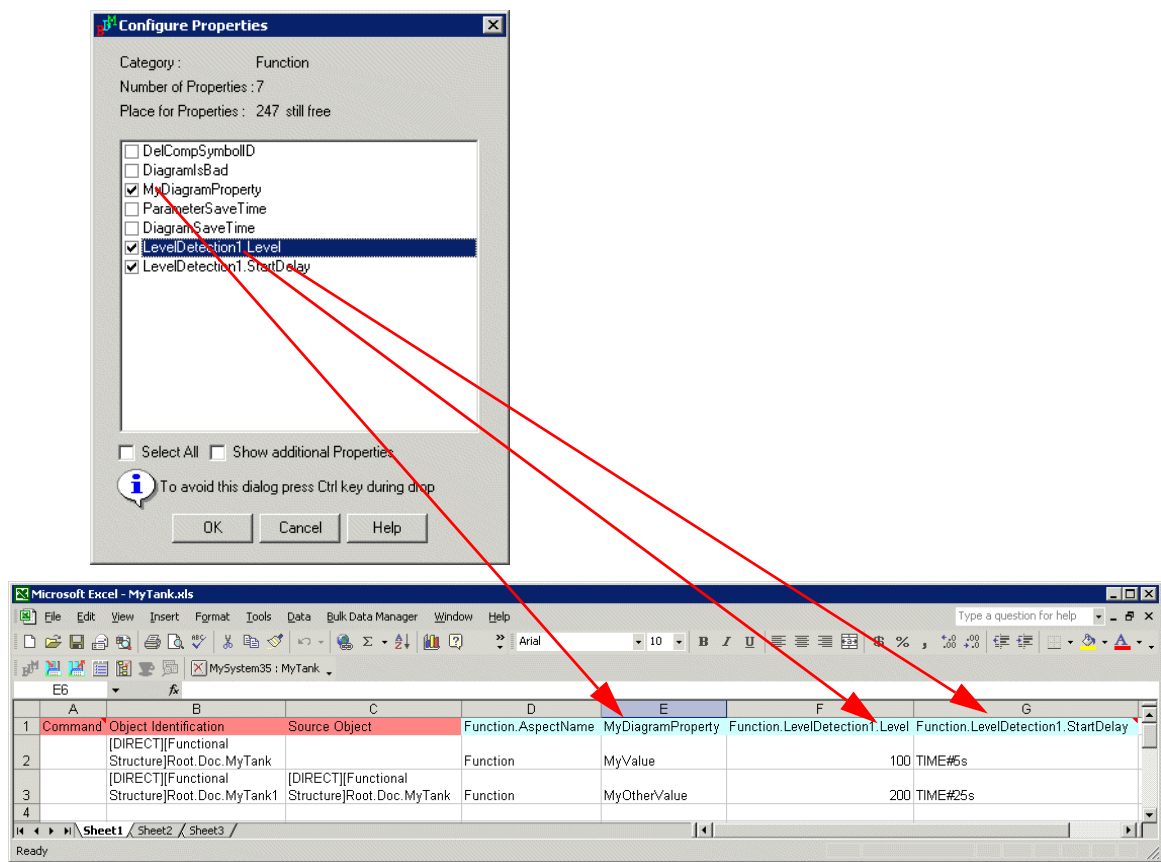 Configure Properties
Category : Function
Number of Properties : 7
Place for Properties : 247 still free
DelCompSymbolID
DiagramIsBad
MyDiagramProperty
ParameterSaveTime
DiagramSaveTime
LevelDetection1.Level
LevelDetection1.StartDelay
Select All Show additional Properties
To avoid this dialog press Ctrl key during drop
OK Cancel Help
Microsoft Excel - MyTank.xls
File Edit View Insert Format Tools Data Bulk Data Manager Window Help Type a question for help
Arial 10 B I U $ % ,
MySystem35 : MyTank
E6 fx
A B C D E F G
1 Command Object Identification Source Object Function.AspectName MyDiagramProperty Function.LevelDetection1.Level Function.LevelDetection1.StartDelay
[DIRECT][Functional
2 Structure]Root.Doc.MyTank Function MyValue 100 TIME#5s
[DIRECT][Functional [DIRECT][Functional
3 Structure]Root.Doc.MyTank1 Structure]Root.Doc.MyTank Function MyOtherValue 200 TIME#25s
4
Sheet1 Sheet2 Sheet3
Ready